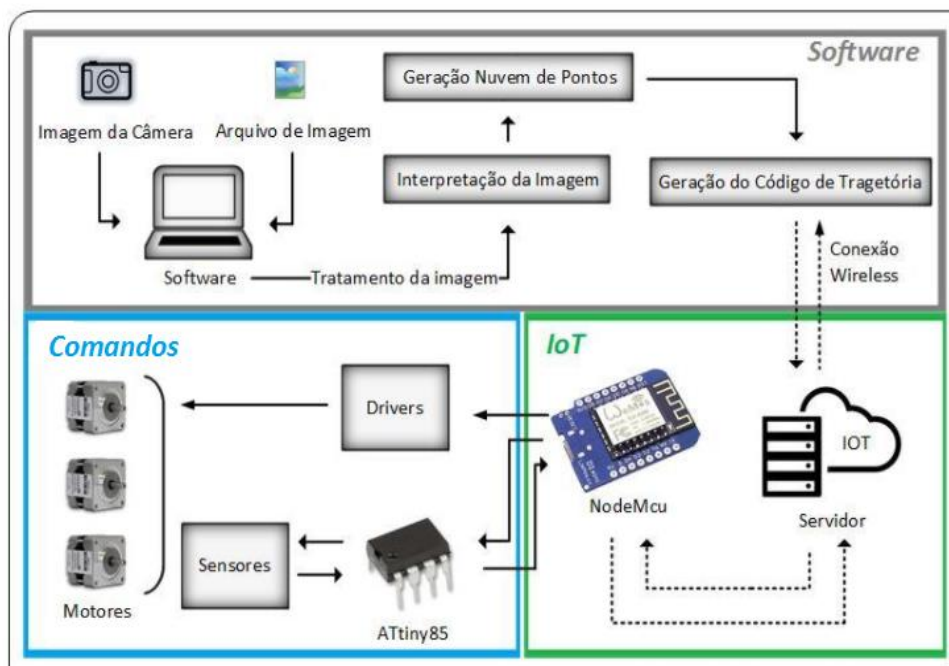 Software
Geração Nuvem de Pontos
Imagem da Câmera
Arquivo de Imagem
Interpretação da Imagem
Geração do Código de Tragetória
Software
Tratamento da imagem
Conexão
Wireless
Comandos
Drivers
Motores
Sensores
ATtiny85
IoT
NodeMcu
IOT
Servidor